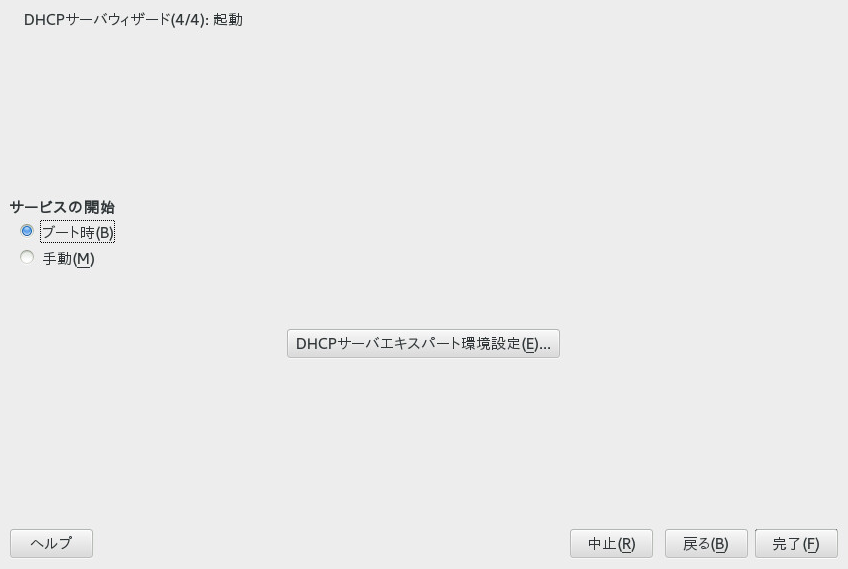 DHCPサーバウィザード(4/4): 起動
サービスの開始
ブート時(B)
手動(M)
DHCPサーバエキスパート環境設定(E)...
ヘルプ
中止(R)
戻る(B)
完了(F)